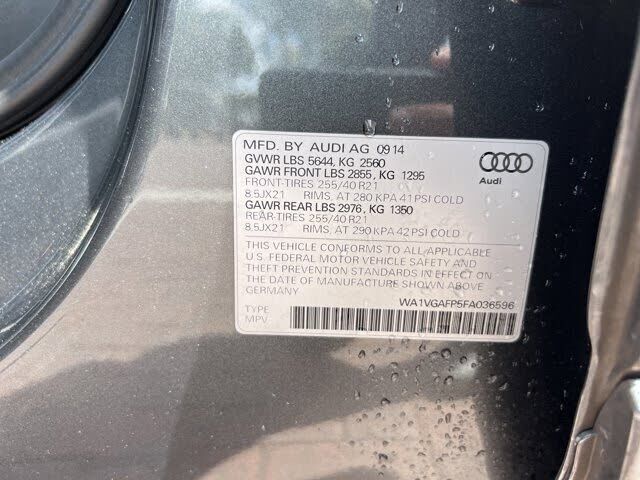 MFD. BY AUDI AG 09 14
GVWR LBS 5644, KG 2560
GAWR FRONT LBS 2855, KG 1295
FRONT-TIRES 255/40 R21
8.5JX21 RIMS, AT 280 KPA 41 PSI COLD
GAWR REAR LBS 2976, KG 1350
REAR-TIRES 255/40 R21
8.5JX21 RIMS, AT 290 KPA 42 PSI COLD
Audi
THIS VEHICLE CONFORMS TO ALL APPLICABLE
U.S. FEDERAL MOTOR VEHICLE SAFETY AND
THEFT PREVENTION STANDARDS IN EFFECT ON
THE DATE OF MANUFACTURE SHOWN ABOVE
GERMANY
WA1VGAFP5FA036596
TYPE
MPV